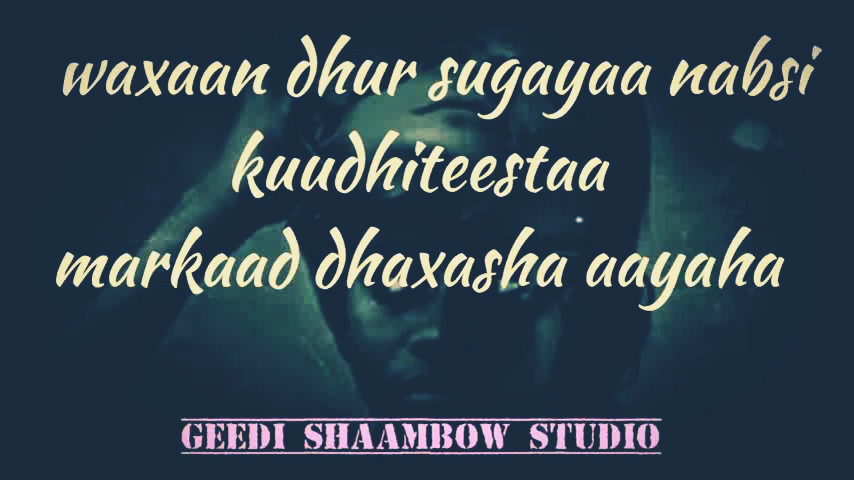 waxaan dhur sugayaa nabsi
kuudhiteestaa
markaad dhaxasha aayaha
GEEDI SHAAMBOW STUDIO